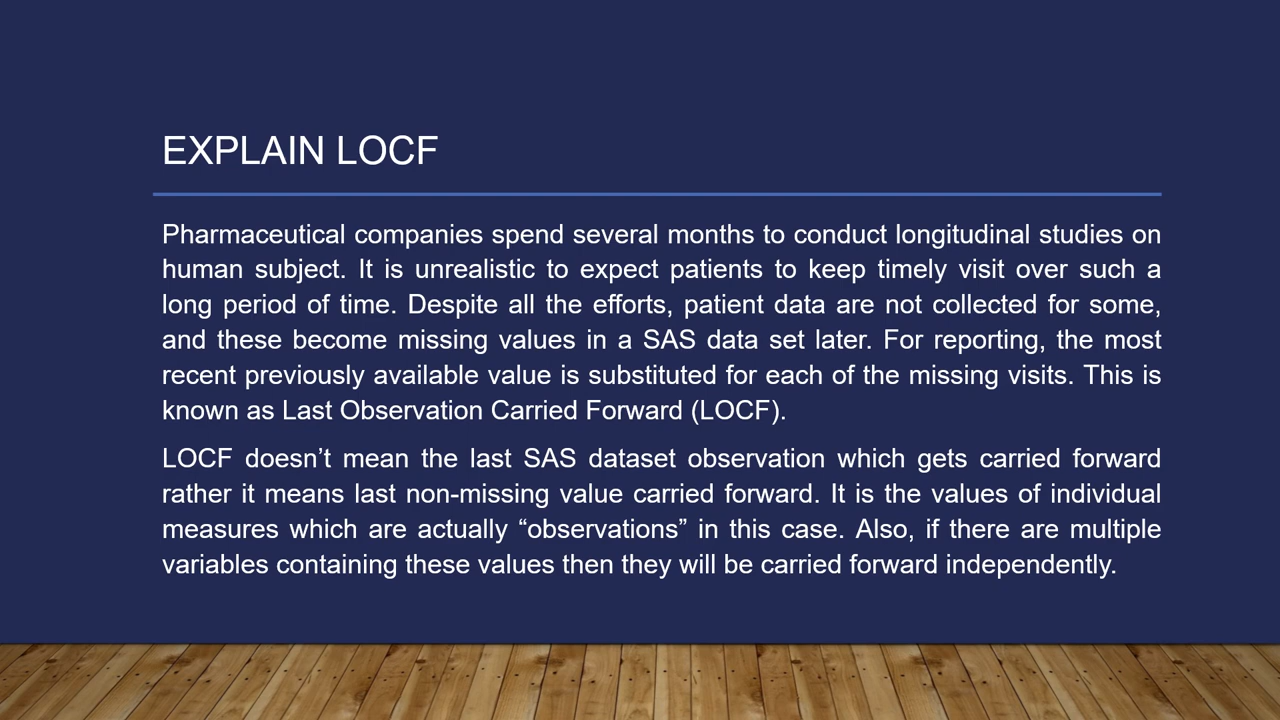 EXPLAIN LOCF
Pharmaceutical companies spend several months to conduct longitudinal studies on
human subject. It is unrealistic to expect patients to keep timely visit over such a
long period of time. Despite all the efforts, patient data are not collected for some,
and these become missing values in a SAS data set later. For reporting, the most
recent previously available value is substituted for each of the missing visits. This is
known as Last Observation Carried Forward (LOCF).
LOCF doesn’t mean the last SAS dataset observation which gets carried forward
rather it means last non-missing value carried forward. It is the values of individual
measures which are actually “observations” in this case. Also, if there are multiple
variables containing these values then they will be carried forward independently.